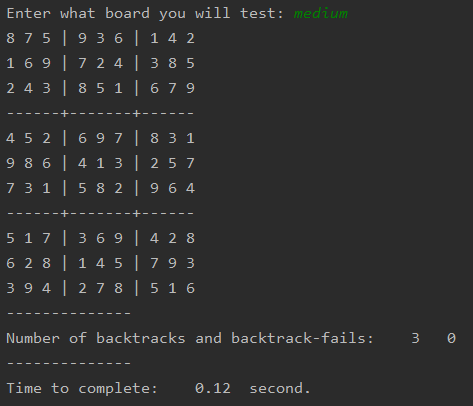 Enter what board you will test: medium
8 7 5 | 9 3 6 | 1 4 2
1 6 9 | 7 2 4 | 3 8 5
2 4 3 | 8 5 1 | 6 7 9
------+-------+------
4 5 2 | 6 9 7 | 8 3 1
9 8 6 | 4 1 3 | 2 5 7
7 3 1 | 5 8 2 | 9 6 4
------+-------+------
5 1 7 | 3 6 9 | 4 2 8
6 2 8 | 1 4 5 | 7 9 3
3 9 4 | 2 7 8 | 5 1 6
--------------
Number of backtracks and backtrack-fails:    3   0
--------------
Time to complete:    0.12  second.